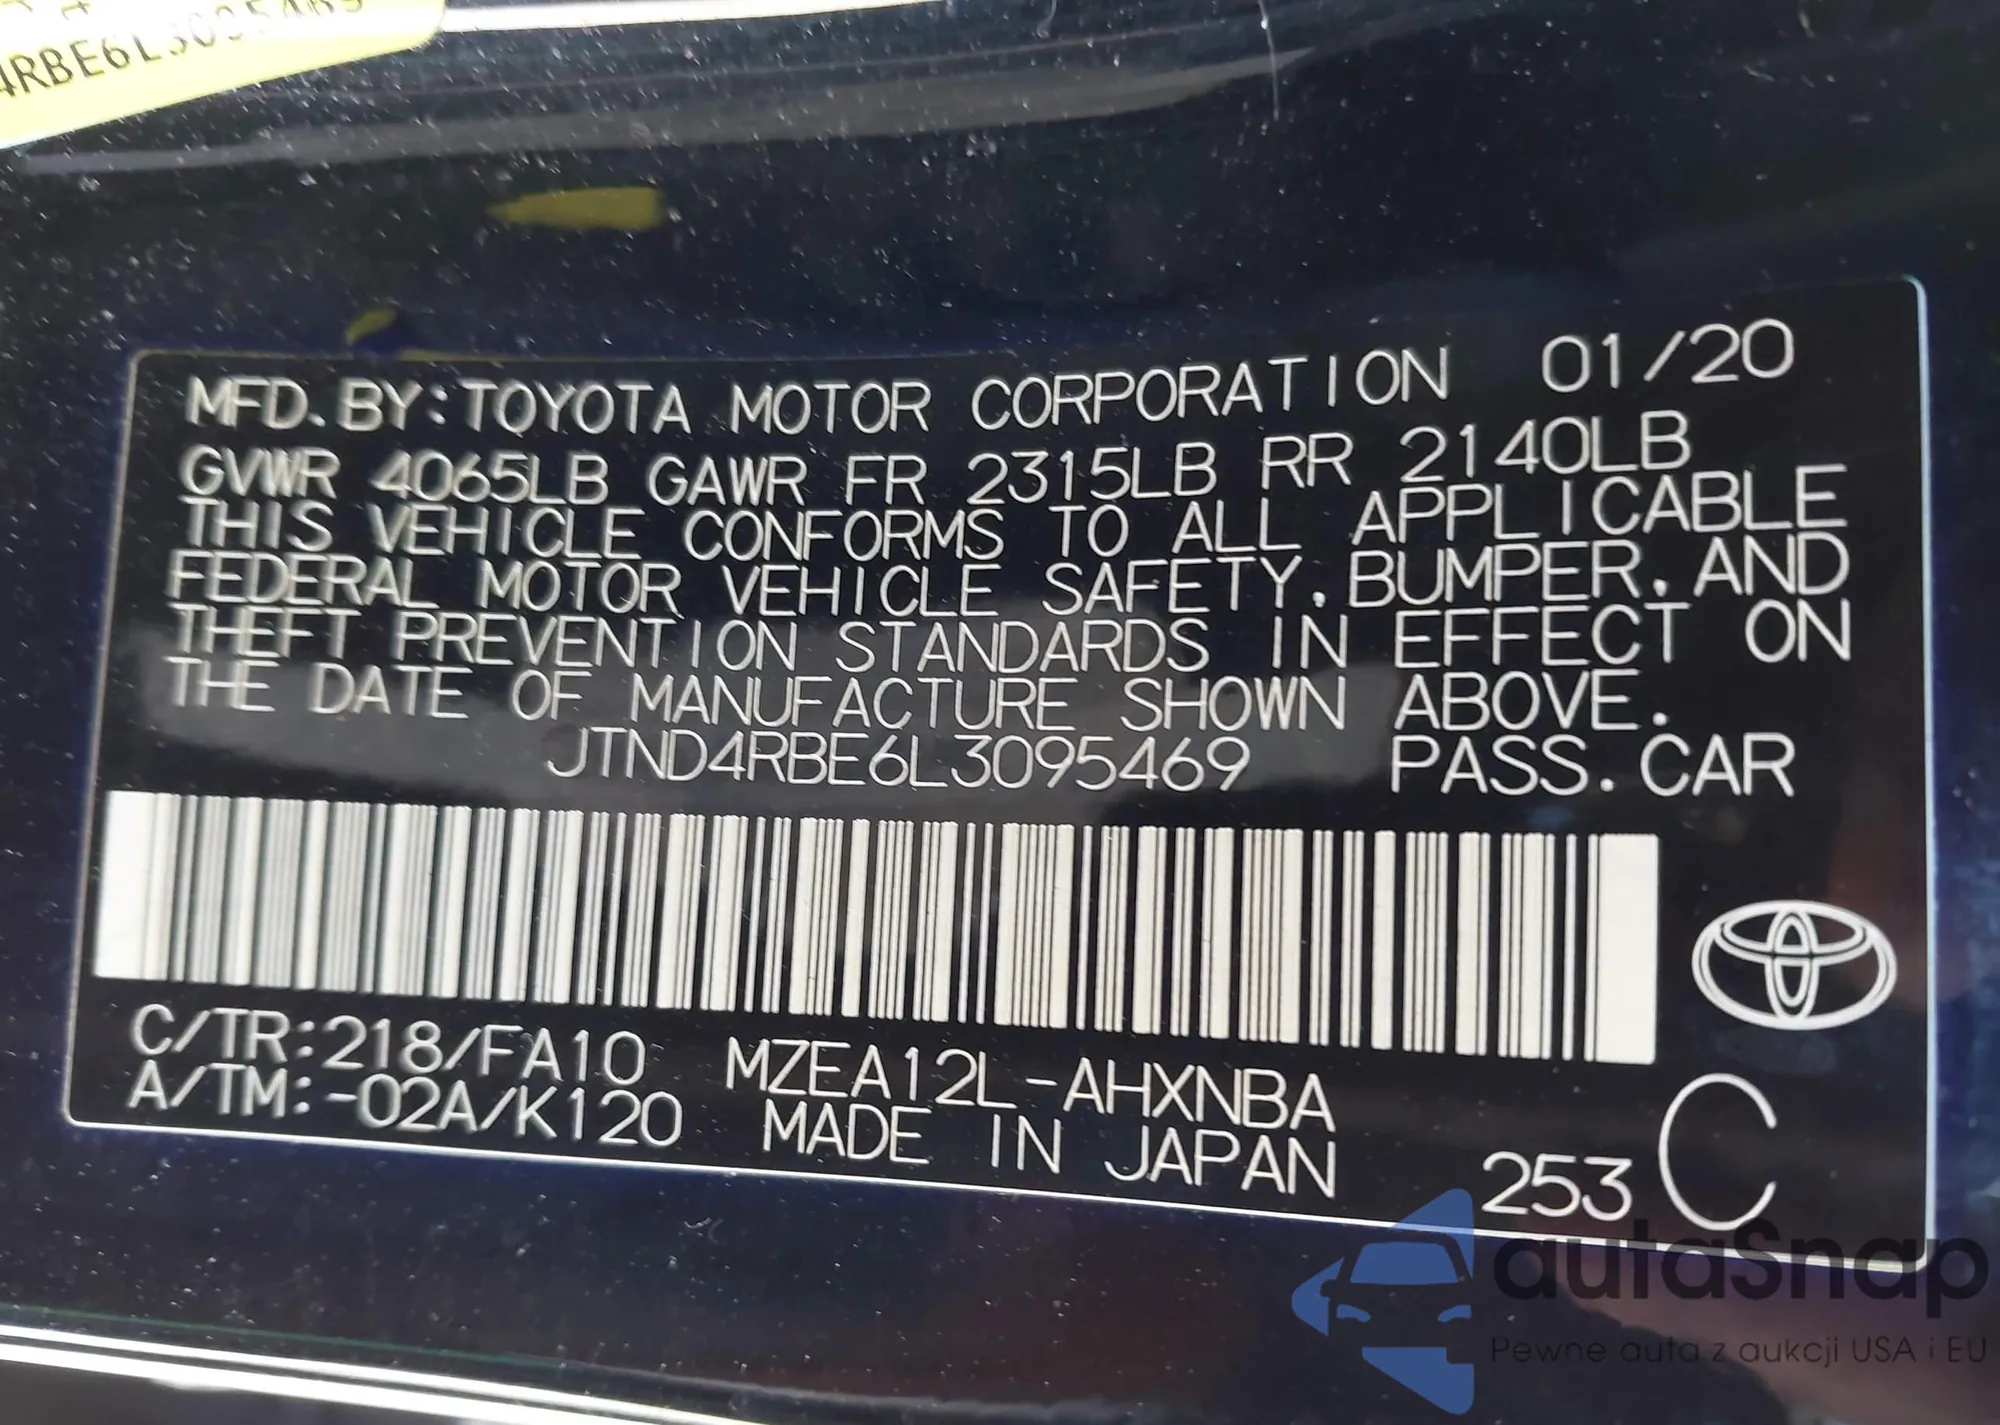 4RBE6L3095469
MFD. BY: TOYOTA MOTOR CORPORATION 01/20
GVWR 4065LB GAWR FR 2315LB RR 2140LB
THIS VEHICLE CONFORMS TO ALL APPLICABLE
FEDERAL MOTOR VEHICLE SAFETY, BUMPER, AND
THEFT PREVENTION STANDARDS IN EFFECT ON
THE DATE OF MANUFACTURE SHOWN ABOVE.
JTND4RBE6L3095469 PASS. CAR
C/TR:218/FA10 MZEA12L-AHXNBA
A/TM:-02A/K120 MADE IN JAPAN
253 C
autasnap
Pewne auta z aukcji USA i EU